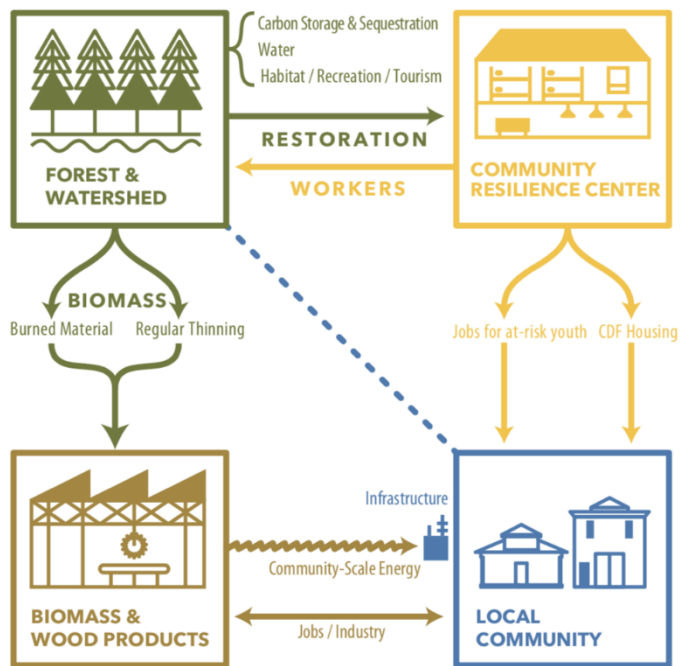 Carbon Storage & Sequestration
Water
Habitat / Recreation / Tourism
RESTORATION
WORKERS
FOREST &
WATERSHED
COMMUNITY
RESILIENCE CENTER
BIOMASS
Burned Material
Regular Thinning
Jobs for at-risk youth
CDF Housing
Infrastructure
Community-Scale Energy
Jobs / Industry
BIOMASS &
WOOD PRODUCTS
LOCAL
COMMUNITY